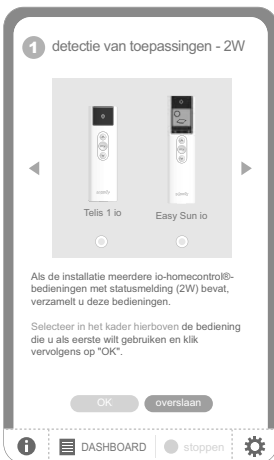 1 detectie van toepassingen - 2W
Telis 1 io
Easy Sun io
Als de installatie meerdere io-homecontrol®-
bedieningen met statusmelding (2W) bevat,
verzamelt u deze bedieningen.
Selecteer in het kader hierboven de bediening
die u als eerste wilt gebruiken en klik
vervolgens op "OK".
OK
overslaan
DASHBOARD
stoppen